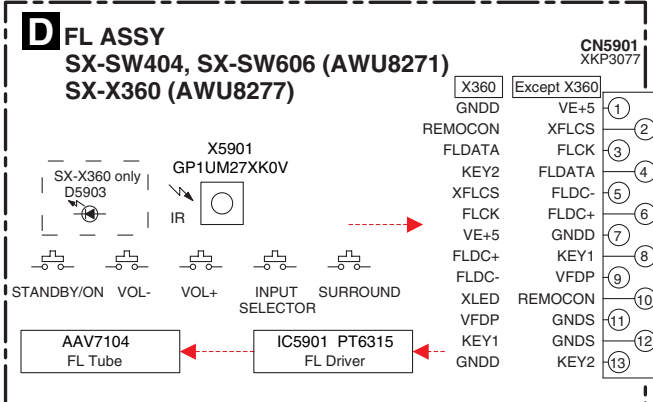 D FL ASSY
SX-SW404, SX-SW606 (AWU8271)
SX-X360 (AWU8277)
CN5901
XKP3077
X360 Except X360
GNDD VE+5 1
REMOCON XFLCS 2
FLDATA FLCK 3
KEY2 FLDATA 4
XFLCS FLDC- 5
FLCK FLDC+ 6
VE+5 GNDD 7
FLDC+ KEY1 8
FLDC- VFDP 9
XLED REMOCON 10
VFDP GNDS 11
KEY1 GNDS 12
GNDD KEY2 13
X5901
GP1UM27XK0V
SX-X360 only
D5903
IR
STANDBY/ON VOL- VOL+ INPUT SURROUND
SELECTOR
AAV7104
FL Tube
IC5901 PT6315
FL Driver